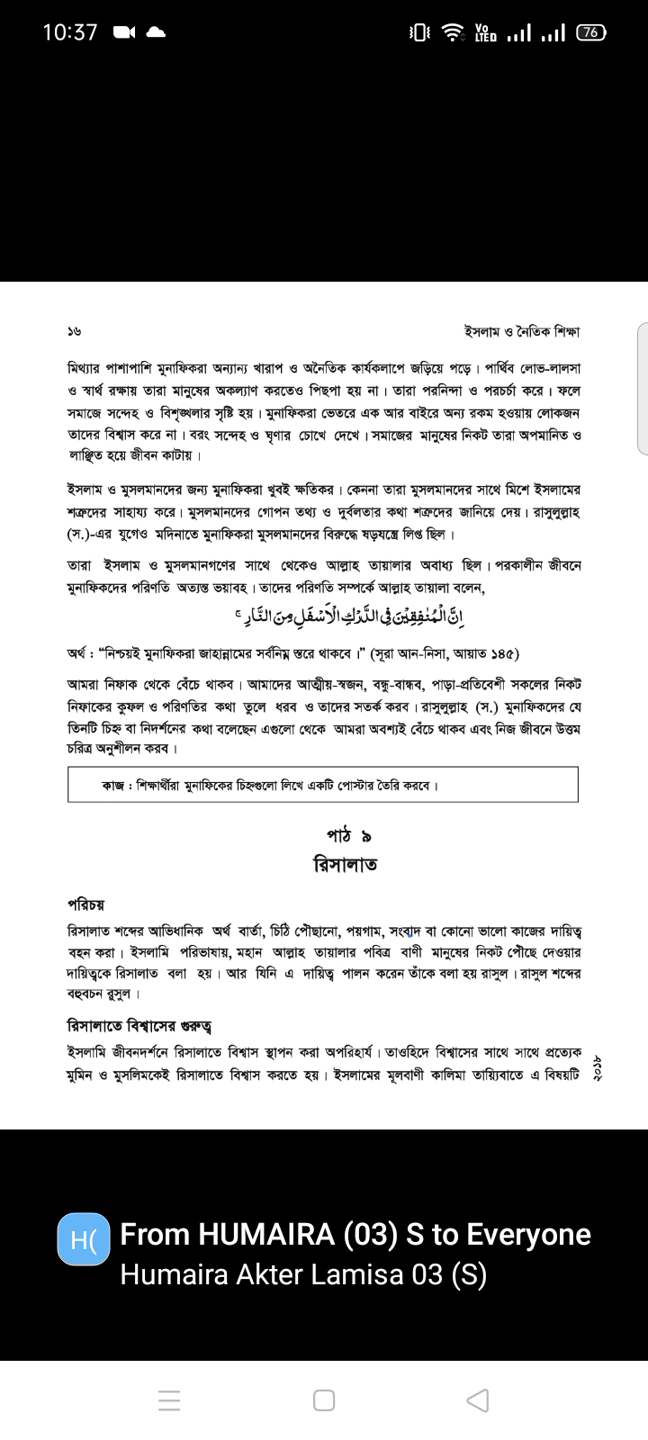 10:37
Vo
LTED
76
১৬ ইসলাম ও নৈতিক শিক্ষা
মিথ্যার পাশাপাশি মুনাফিকরা অন্যান্য খারাপ ও অনৈতিক কার্যকলাপে জড়িয়ে পড়ে। পার্থিব লোভ-লালসা
ও স্বার্থ রক্ষায় তারা মানুষের অকল্যাণ করতেও পিছপা হয় না। তারা পরনিন্দা ও পরচর্চা করে। ফলে
সমাজে সন্দেহ ও বিশৃঙ্খলার সৃষ্টি হয়। মুনাফিকরা ভেতরে এক আর বাইরে অন্য রকম হওয়ায় লোকজন
তাদের বিশ্বাস করে না। বরং সন্দেহ ও ঘৃণার চোখে দেখে। সমাজের মানুষের নিকট তারা অপমানিত ও
লাঞ্ছিত হয়ে জীবন কাটায়।
ইসলাম ও মুসলমানদের জন্য মুনাফিকরা খুবই ক্ষতিকর। কেননা তারা মুসলমানদের সাথে মিশে ইসলামের
শত্রুদের সাহায্য করে। মুসলমানদের গোপন তথ্য ও দুর্বলতার কথা শত্রুদের জানিয়ে দেয়। রাসুলুল্লাহ
(স.)-এর যুগেও মদিনাতে মুনাফিকরা মুসলমানদের বিরুদ্ধে ষড়যন্ত্রে লিপ্ত ছিল।
তারা ইসলাম ও মুসলমানগণের সাথে থেকেও আল্লাহ তায়ালার অবাধ্য ছিল। পরকালীন জীবনে
মুনাফিকদের পরিণতি অত্যন্ত ভয়াবহ। তাদের পরিণতি সম্পর্কে আল্লাহ তায়ালা বলেন,
اِنَّ الْمُنٰفِقِيْنَ فِى الدَّرْكِ الْاَسْفَلِ مِنَ النَّارِ ۚ
অর্থ : “নিশ্চয়ই মুনাফিকরা জাহান্নামের সর্বনিম্ন স্তরে থাকবে।” (সূরা আন-নিসা, আয়াত ১৪৫)
আমরা নিফাক থেকে বেঁচে থাকব। আমাদের আত্মীয়-স্বজন, বন্ধু-বান্ধব, পাড়া-প্রতিবেশী সকলের নিকট
নিফাকের কুফল ও পরিণতির কথা তুলে ধরব ও তাদের সতর্ক করব। রাসুলুল্লাহ (স.) মুনাফিকদের যে
তিনটি চিহ্ন বা নিদর্শনের কথা বলেছেন এগুলো থেকে আমরা অবশ্যই বেঁচে থাকব এবং নিজ জীবনে উত্তম
চরিত্র অনুশীলন করব।
কাজ : শিক্ষার্থীরা মুনাফিকের চিহ্নগুলো লিখে একটি পোস্টার তৈরি করবে।
পাঠ ৯
রিসালাত
পরিচয়
রিসালাত শব্দের আভিধানিক অর্থ বার্তা, চিঠি পৌঁছানো, পয়গাম, সংবাদ বা কোনো ভালো কাজের দায়িত্ব
বহন করা। ইসলামি পরিভাষায়, মহান আল্লাহ তায়ালার পবিত্র বাণী মানুষের নিকট পৌঁছে দেওয়ার
দায়িত্বকে রিসালাত বলা হয়। আর যিনি এ দায়িত্ব পালন করেন তাঁকে বলা হয় রাসুল। রাসুল শব্দের
বহুবচন রুসুল।
রিসালাতে বিশ্বাসের গুরুত্ব
ইসলামি জীবনদর্শনে রিসালাতে বিশ্বাস স্থাপন করা অপরিহার্য। তাওহিদে বিশ্বাসের সাথে সাথে প্রত্যেক
মুমিন ও মুসলিমকেই রিসালাতে বিশ্বাস করতে হয়। ইসলামের মূলবাণী কালিমা তায়্যিবাতে এ বিষয়টি
২০১৮
H(
From HUMAIRA (03) S to Everyone
Humaira Akter Lamisa 03 (S)